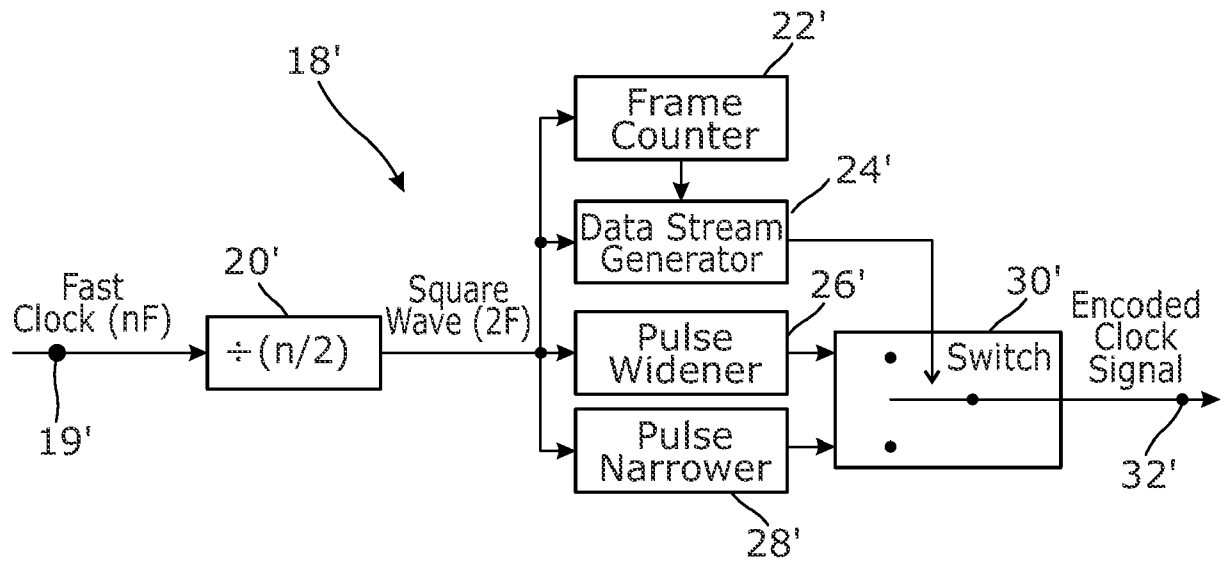 22'
18'
Frame
Counter
24'
Data Stream
Generator
20'
Fast
Clock (nF)
÷(n/2)
Square
Wave (2F)
26'
Pulse
Widener
30'
Switch
Encoded
Clock
Signal
19'
Pulse
Narrower
32'
28'